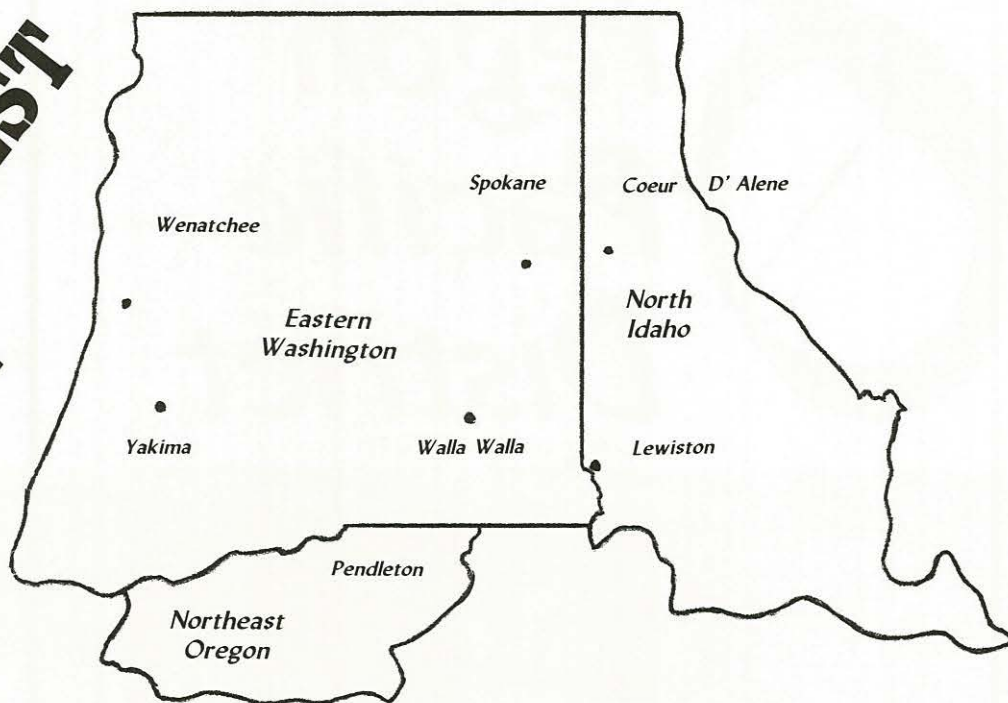 Spokane
Coeur D' Alene
Wenatchee
North
Idaho
Eastern
Washington
Yakima
Walla Walla
Lewiston
Pendleton
Northeast
Oregon